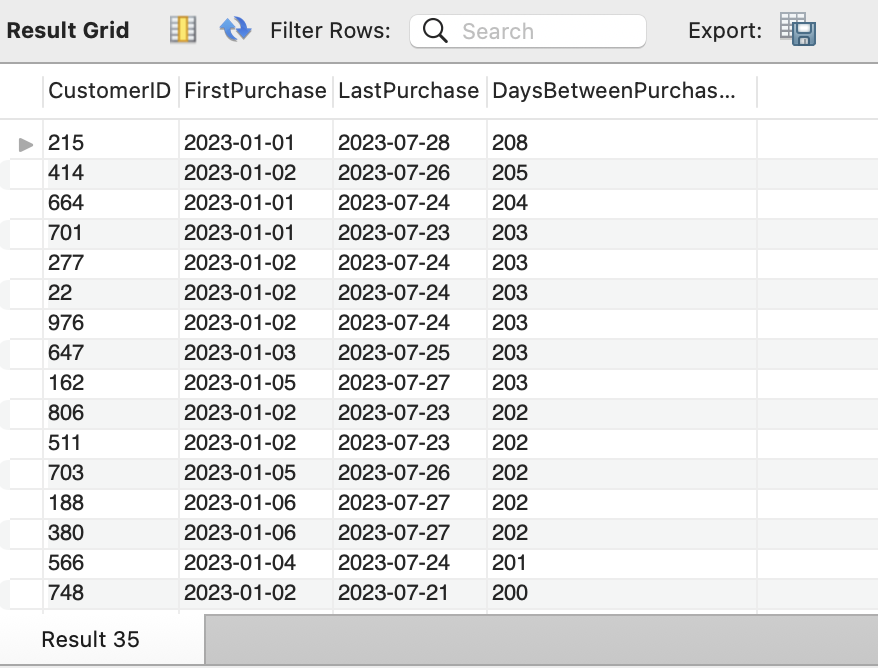 Result Grid Filter Rows: Search Export:
CustomerID FirstPurchase LastPurchase DaysBetweenPurchas...
215 2023-01-01 2023-07-28 208
414 2023-01-02 2023-07-26 205
664 2023-01-01 2023-07-24 204
701 2023-01-01 2023-07-23 203
277 2023-01-02 2023-07-24 203
22 2023-01-02 2023-07-24 203
976 2023-01-02 2023-07-24 203
647 2023-01-03 2023-07-25 203
162 2023-01-05 2023-07-27 203
806 2023-01-02 2023-07-23 202
511 2023-01-02 2023-07-23 202
703 2023-01-05 2023-07-26 202
188 2023-01-06 2023-07-27 202
380 2023-01-06 2023-07-27 202
566 2023-01-04 2023-07-24 201
748 2023-01-02 2023-07-21 200
Result 35